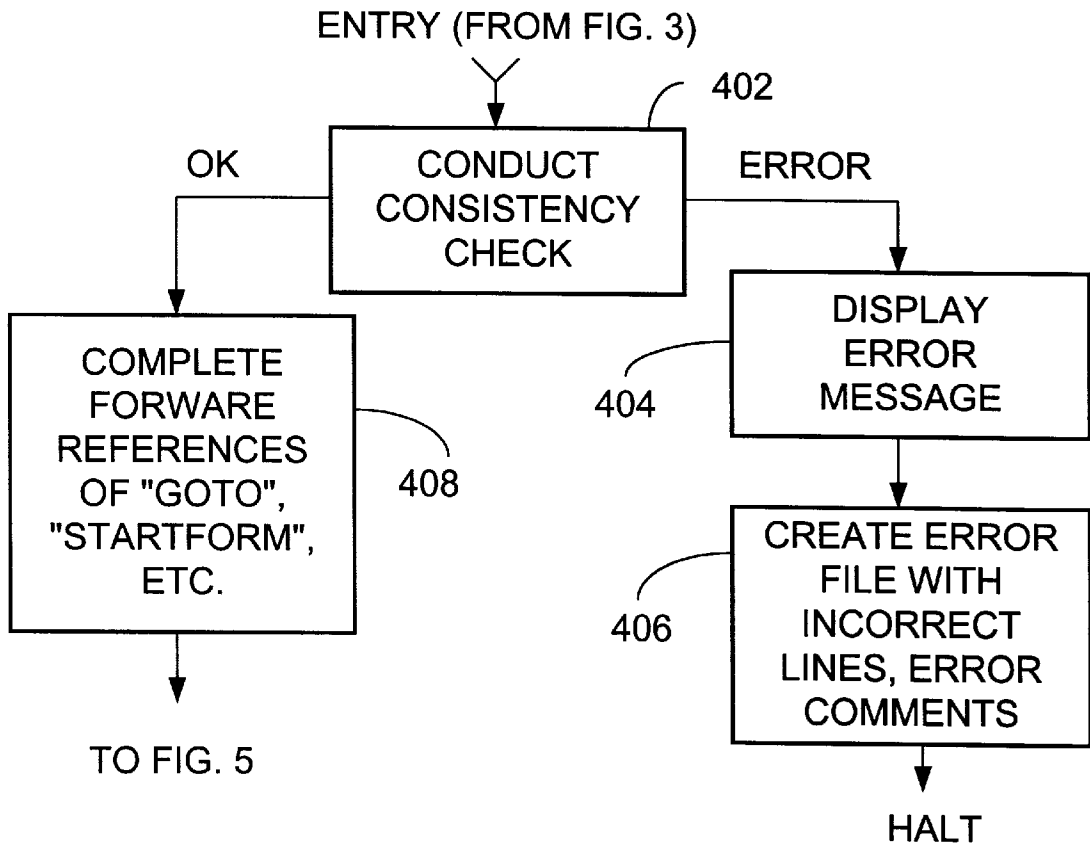 ENTRY (FROM FIG. 3)
402
CONDUCT
CONSISTENCY
CHECK
OK
ERROR
COMPLETE
FORWARE
REFERENCES
OF "GOTO",
"STARTFORM",
ETC.
408
TO FIG. 5
DISPLAY
ERROR
MESSAGE
404
CREATE ERROR
FILE WITH
INCORRECT
LINES, ERROR
COMMENTS
406
HALT